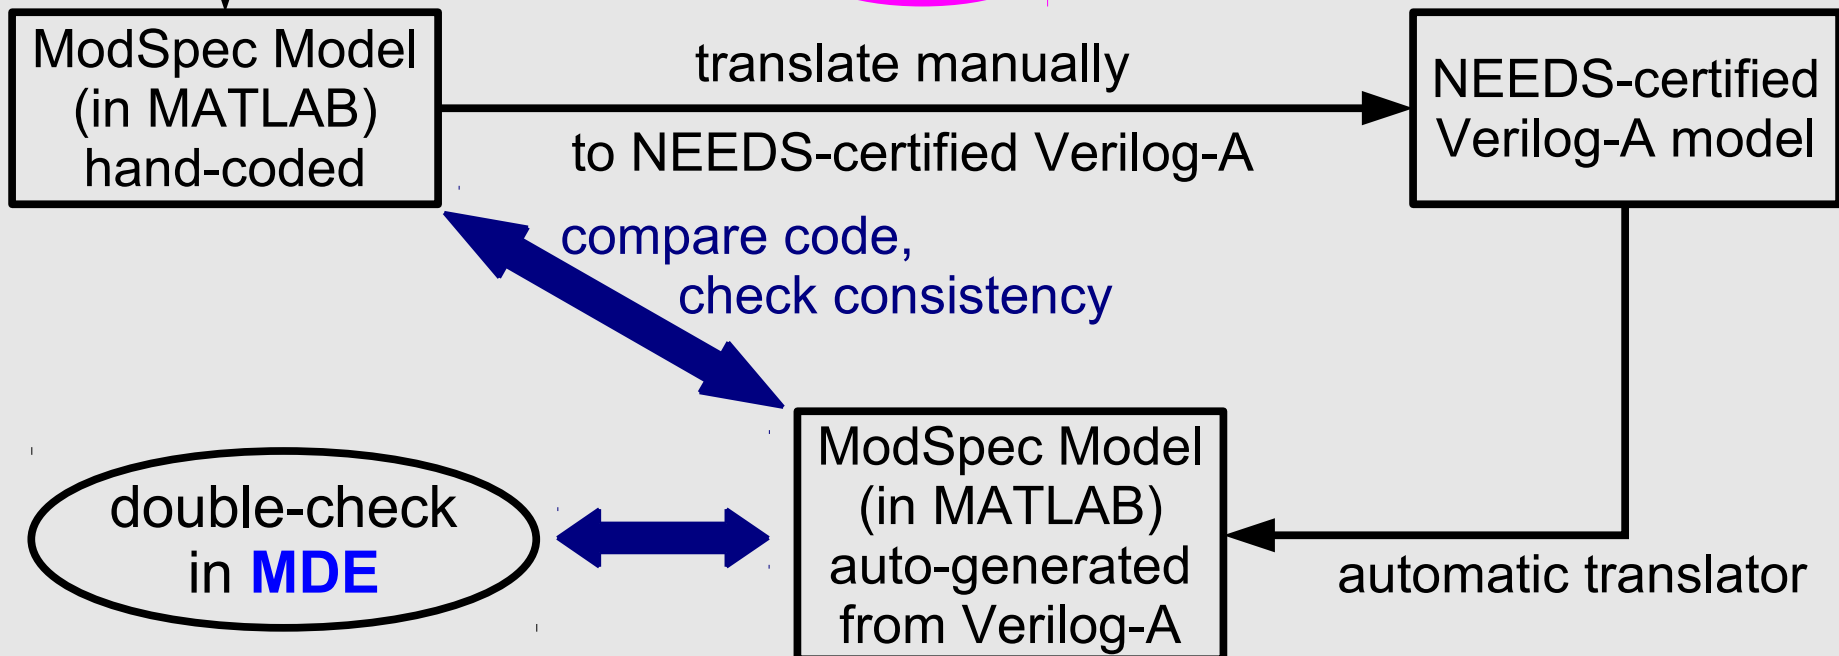 ModSpec Model
(in MATLAB)
hand-coded
translate manually
to NEEDS-certified Verilog-A
NEEDS-certified
Verilog-A model
compare code,
check consistency
double-check
in MDE
ModSpec Model
(in MATLAB)
auto-generated
from Verilog-A
automatic translator